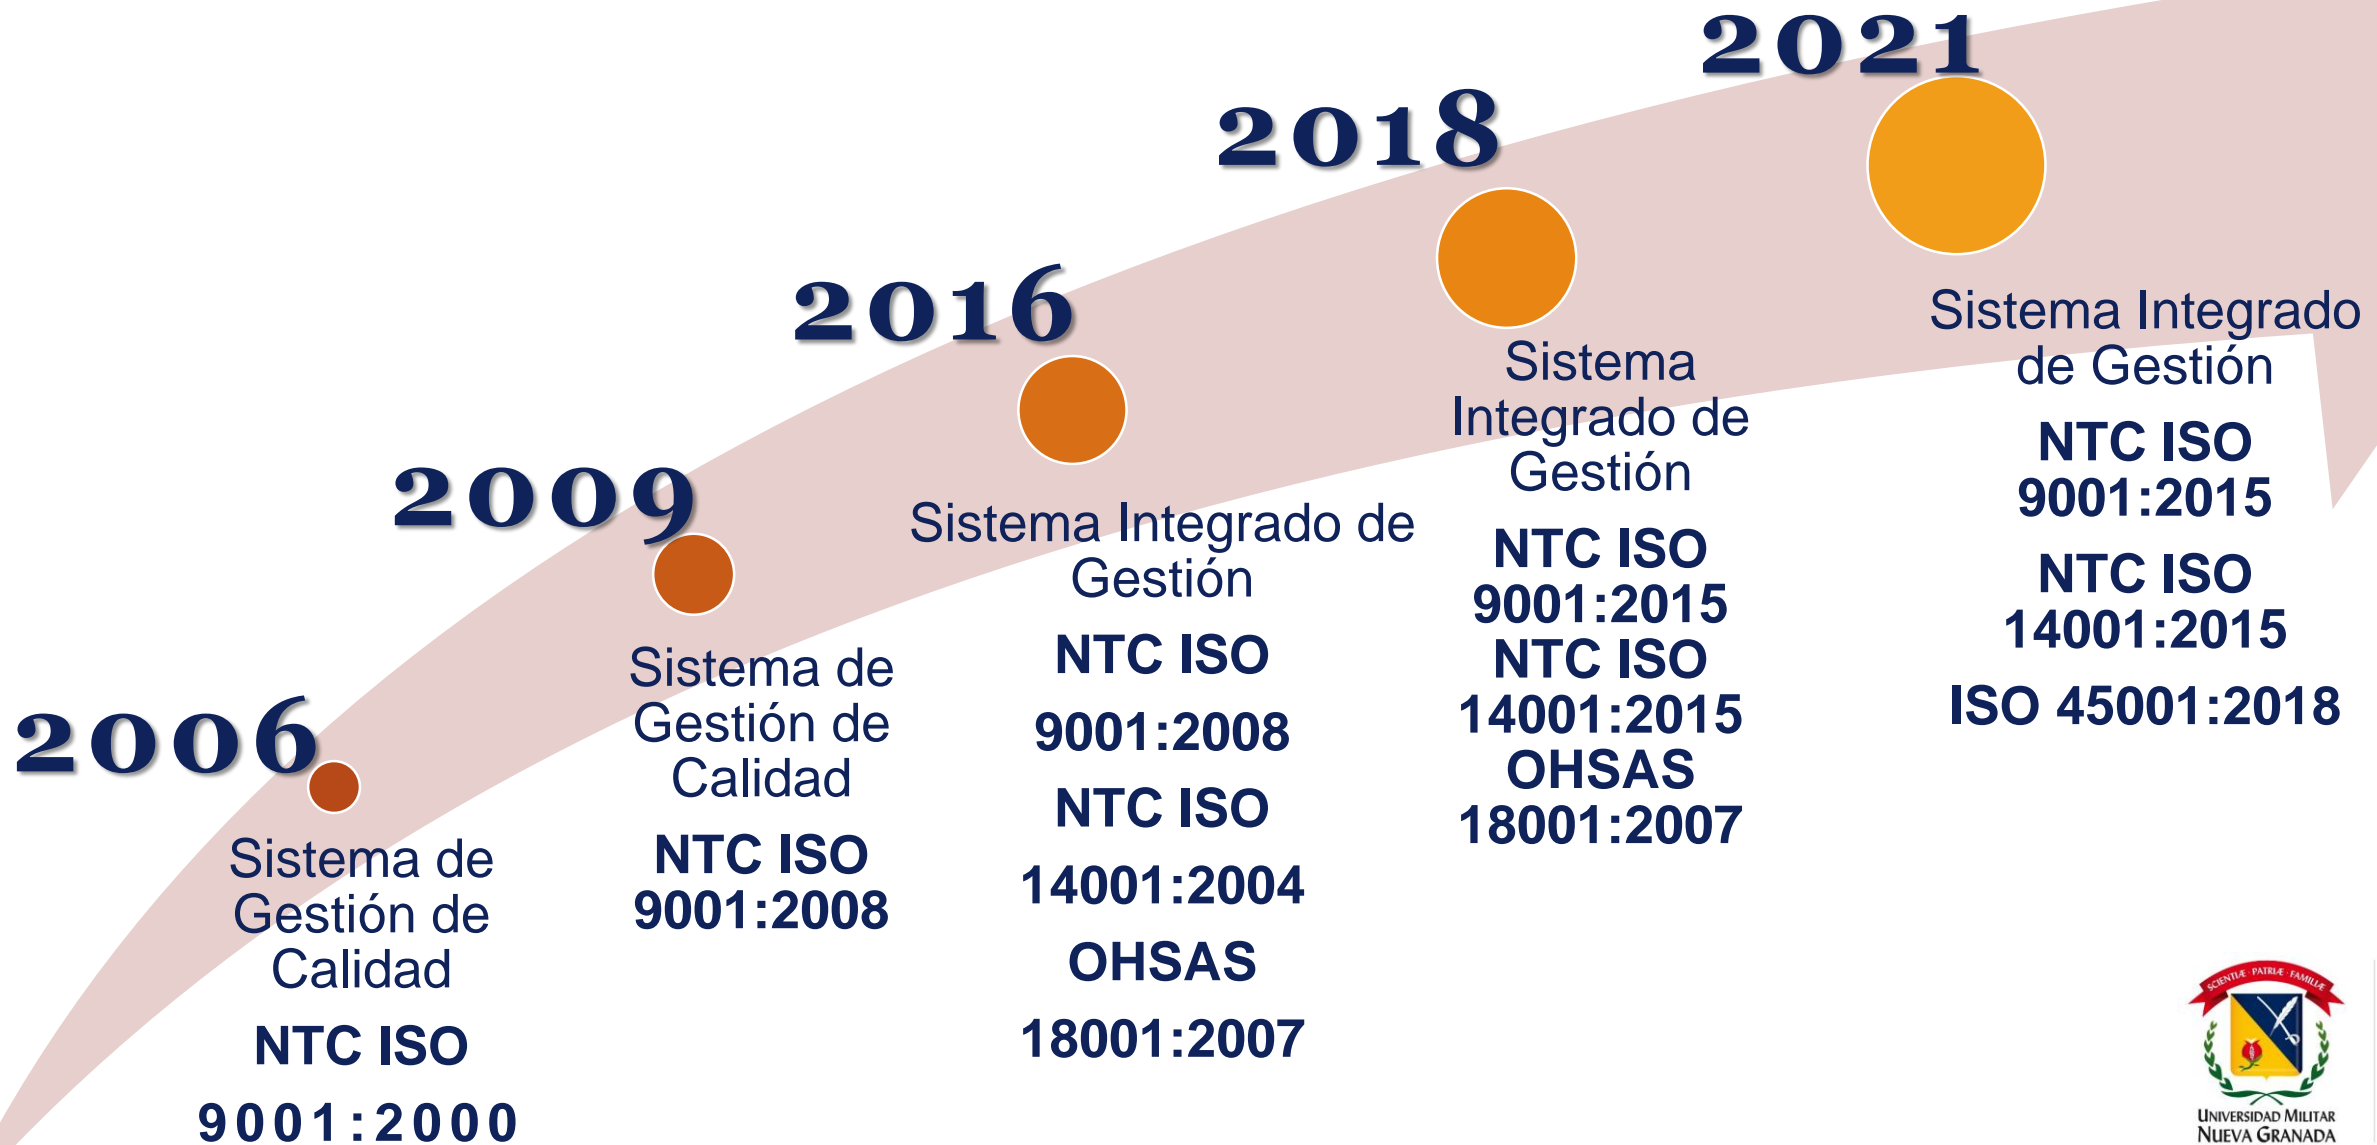 2006
Sistema de
Gestión de
Calidad
NTC ISO
9001:2000
2009
Sistema de
Gestión de
Calidad
NTC ISO
9001:2008
2016
Sistema Integrado de
Gestión
NTC ISO
9001:2008
NTC ISO
14001:2004
OHSAS
18001:2007
2018
Sistema
Integrado de
Gestión
NTC ISO
9001:2015
NTC ISO
14001:2015
OHSAS
18001:2007
2021
Sistema Integrado
de Gestión
NTC ISO
9001:2015
NTC ISO
14001:2015
ISO 45001:2018
SCIENTIÆ · PATRIÆ · FAMILIÆ
UNIVERSIDAD MILITAR
NUEVA GRANADA